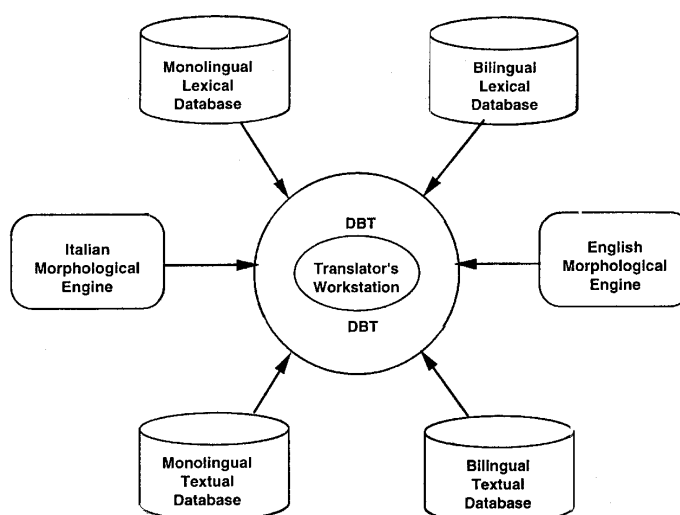 Monolingual
Lexical
Database
Bilingual
Lexical
Database
Italian
Morphological
Engine
DBT
Translator's
Workstation
DBT
English
Morphological
Engine
Monolingual
Textual
Database
Bilingual
Textual
Database